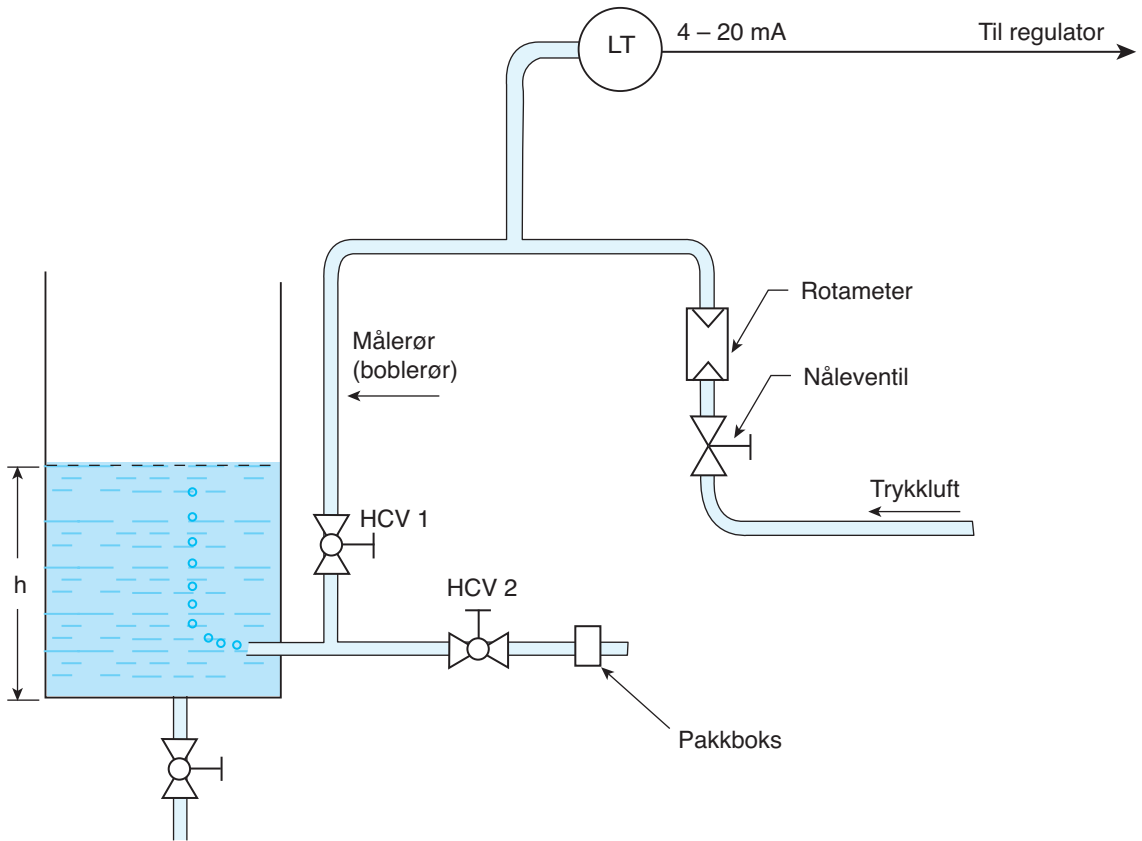 LT
4 – 20 mA
Til regulator
Rotameter
Målerør
(boblerør)
Nåleventil
Trykkluft
HCV 1
h
HCV 2
Pakkboks